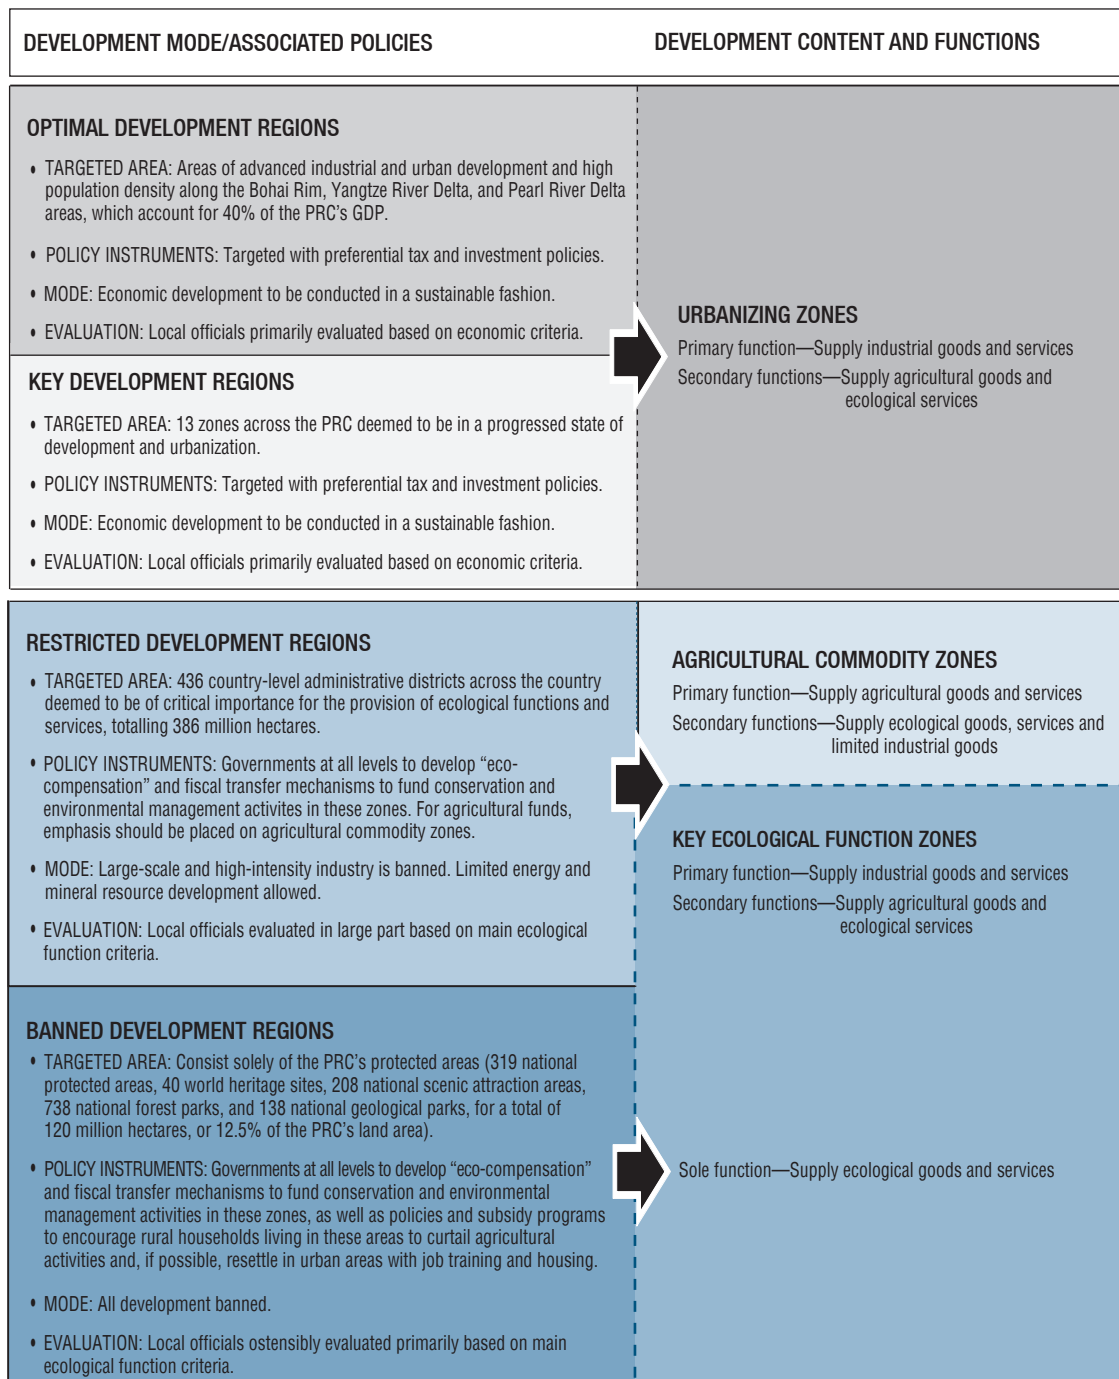 DEVELOPMENT MODE/ASSOCIATED POLICIES
DEVELOPMENT CONTENT AND FUNCTIONS
OPTIMAL DEVELOPMENT REGIONS
• TARGETED AREA: Areas of advanced industrial and urban development and high
population density along the Bohai Rim, Yangtze River Delta, and Pearl River Delta
areas, which account for 40% of the PRC's GDP.
• POLICY INSTRUMENTS: Targeted with preferential tax and investment policies.
• MODE: Economic development to be conducted in a sustainable fashion.
• EVALUATION: Local officials primarily evaluated based on economic criteria.
KEY DEVELOPMENT REGIONS
• TARGETED AREA: 13 zones across the PRC deemed to be in a progressed state of
development and urbanization.
• POLICY INSTRUMENTS: Targeted with preferential tax and investment policies.
• MODE: Economic development to be conducted in a sustainable fashion.
• EVALUATION: Local officials primarily evaluated based on economic criteria.
URBANIZING ZONES
Primary function—Supply industrial goods and services
Secondary functions—Supply agricultural goods and
ecological services
RESTRICTED DEVELOPMENT REGIONS
• TARGETED AREA: 436 country-level administrative districts across the country
deemed to be of critical importance for the provision of ecological functions and
services, totalling 386 million hectares.
• POLICY INSTRUMENTS: Governments at all levels to develop “eco-
compensation” and fiscal transfer mechanisms to fund conservation and
environmental management activites in these zones. For agricultural funds,
emphasis should be placed on agricultural commodity zones.
• MODE: Large-scale and high-intensity industry is banned. Limited energy and
mineral resource development allowed.
• EVALUATION: Local officials evaluated in large part based on main ecological
function criteria.
AGRICULTURAL COMMODITY ZONES
Primary function—Supply agricultural goods and services
Secondary functions—Supply ecological goods, services and
limited industrial goods
KEY ECOLOGICAL FUNCTION ZONES
Primary function—Supply industrial goods and services
Secondary functions—Supply agricultural goods and
ecological services
BANNED DEVELOPMENT REGIONS
• TARGETED AREA: Consist solely of the PRC's protected areas (319 national
protected areas, 40 world heritage sites, 208 national scenic attraction areas,
738 national forest parks, and 138 national geological parks, for a total of
120 million hectares, or 12.5% of the PRC's land area).
• POLICY INSTRUMENTS: Governments at all levels to develop “eco-compensation”
and fiscal transfer mechanisms to fund conservation and environmental
management activities in these zones, as well as policies and subsidy programs
to encourage rural households living in these areas to curtail agricultural
activities and, if possible, resettle in urban areas with job training and housing.
• MODE: All development banned.
• EVALUATION: Local officials ostensibly evaluated primarily based on main
ecological function criteria.
Sole function—Supply ecological goods and services